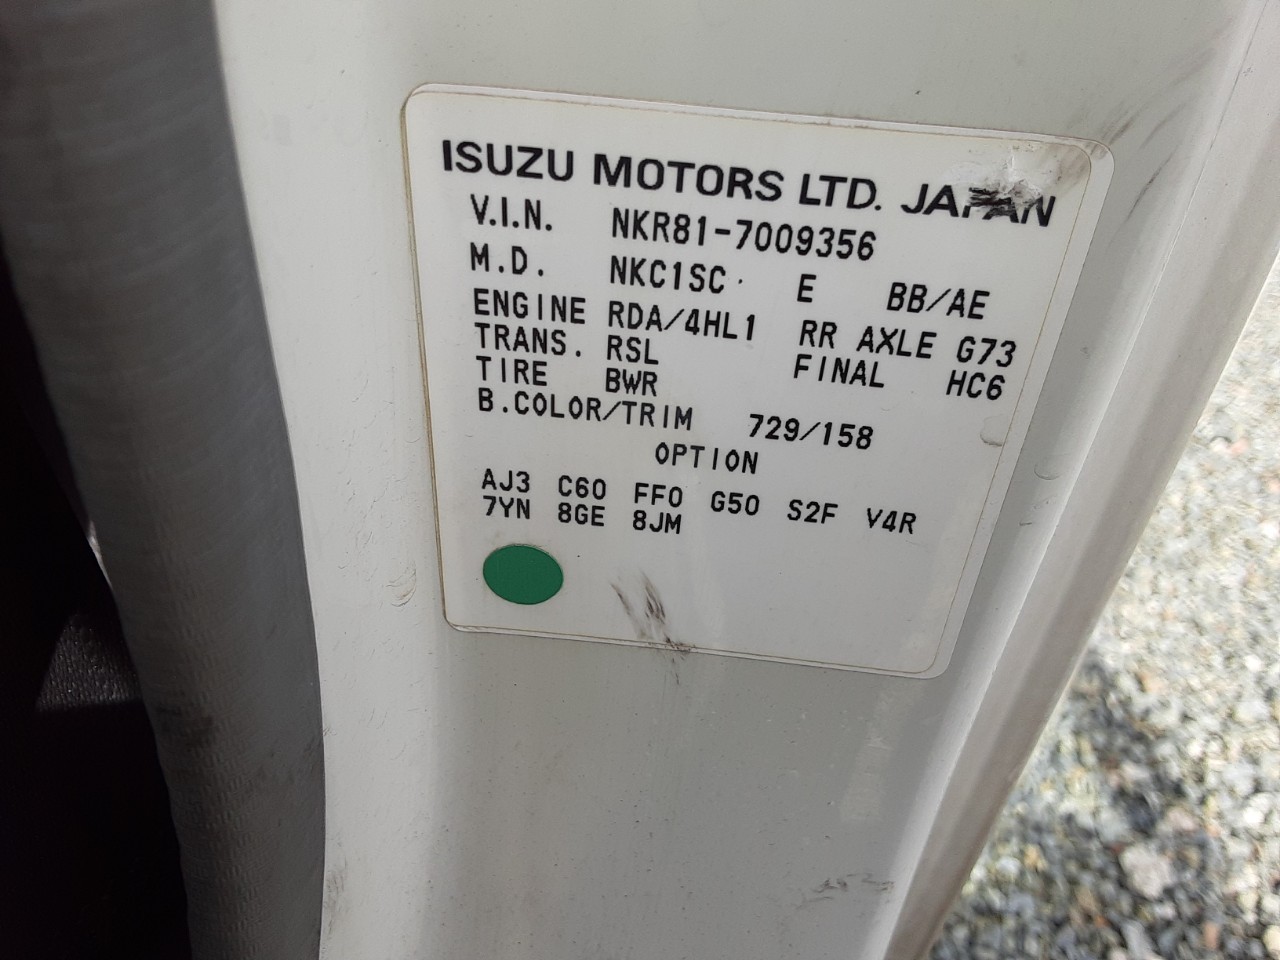 ISUZU MOTORS LTD. JAPAN
V.I.N. NKR81-7009356
M.D. NKC1SC E BB/AE
ENGINE RDA/4HL1 RR AXLE G73
TRANS. RSL FINAL HC6
TIRE BWR
B.COLOR/TRIM 729/158
OPTION
AJ3 C60 FF0 G50 S2F V4R
7YN 8GE 8JM